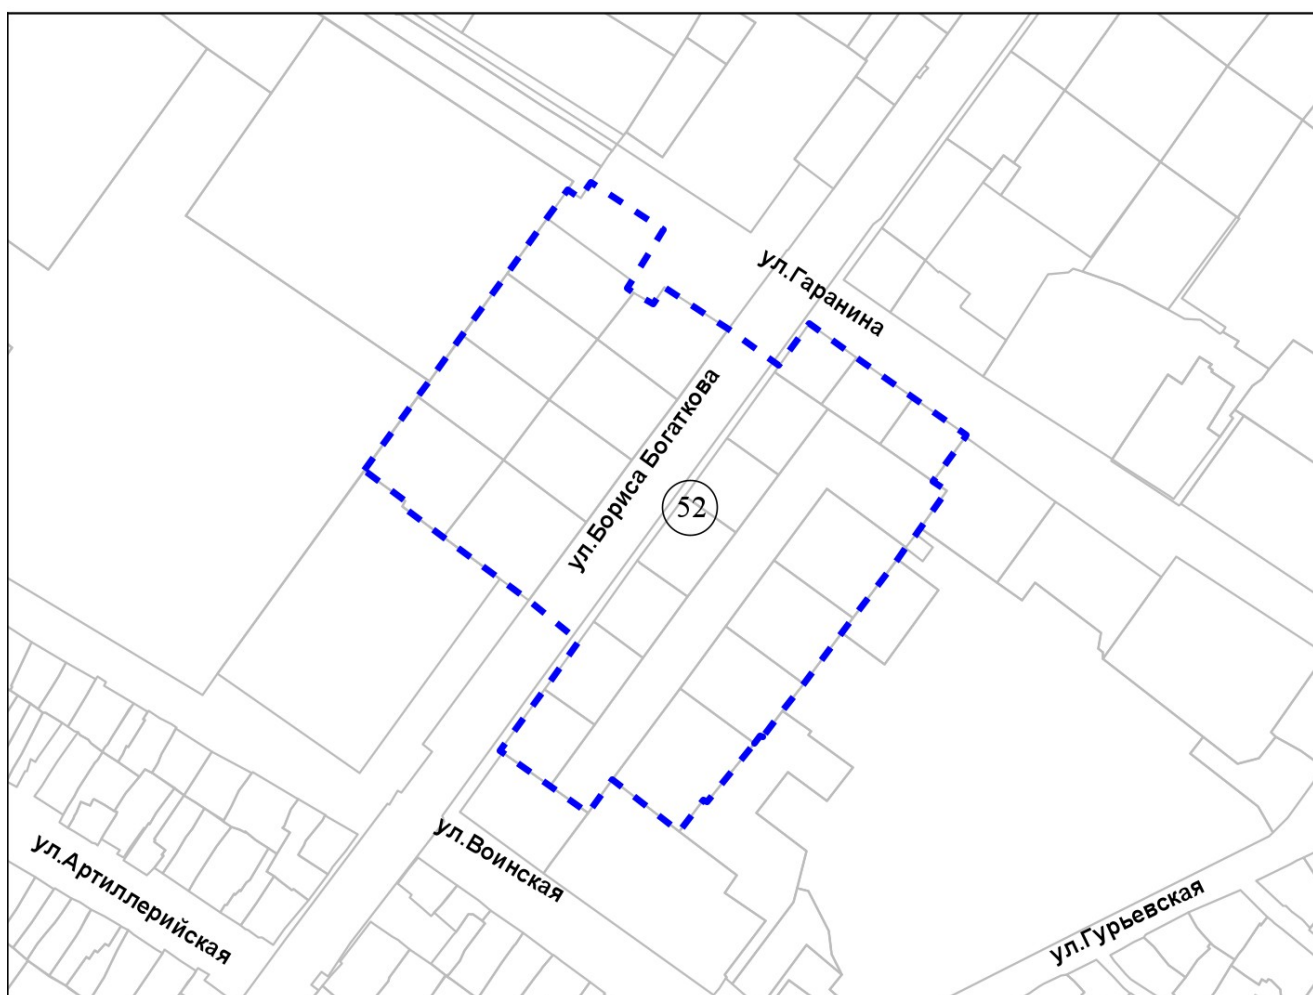 ул.Гаранина
ул.Бориса Богаткова
52
ул.Воинская
ул.Артиллерийская
ул.Гурьевская